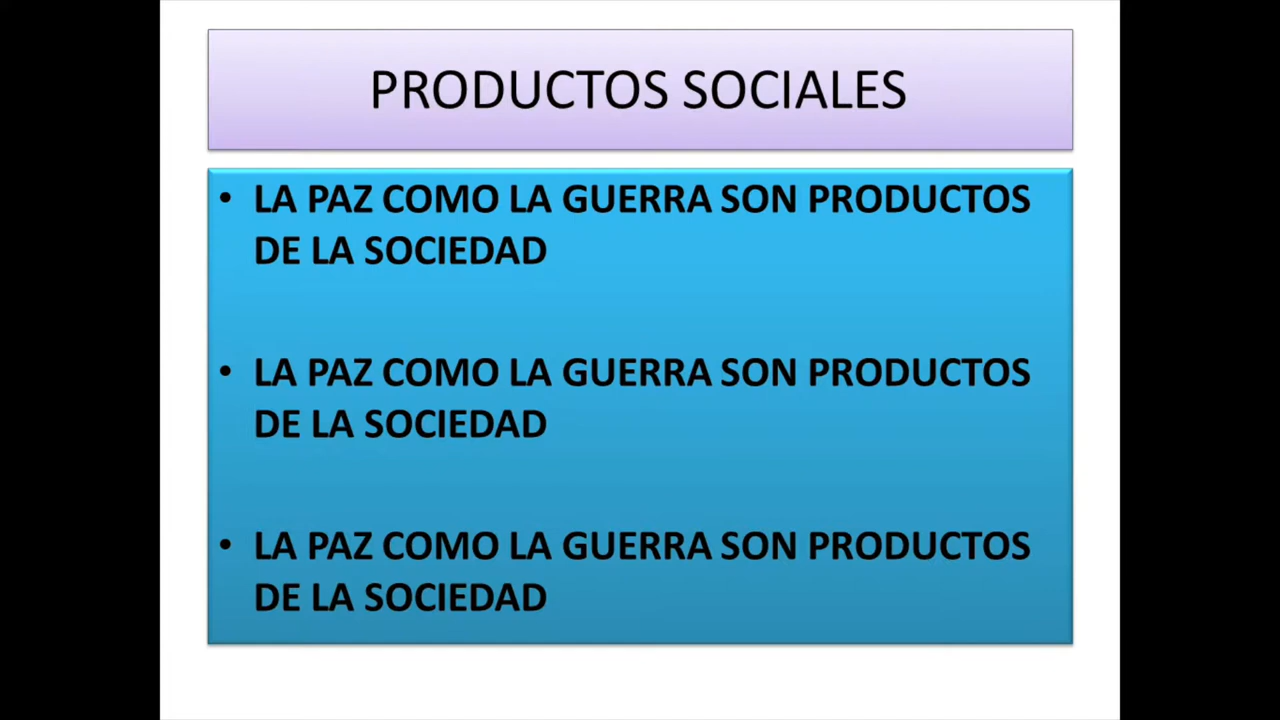 PRODUCTOS SOCIALES
• LA PAZ COMO LA GUERRA SON PRODUCTOS
DE LA SOCIEDAD
• LA PAZ COMO LA GUERRA SON PRODUCTOS
DE LA SOCIEDAD
• LA PAZ COMO LA GUERRA SON PRODUCTOS
DE LA SOCIEDAD